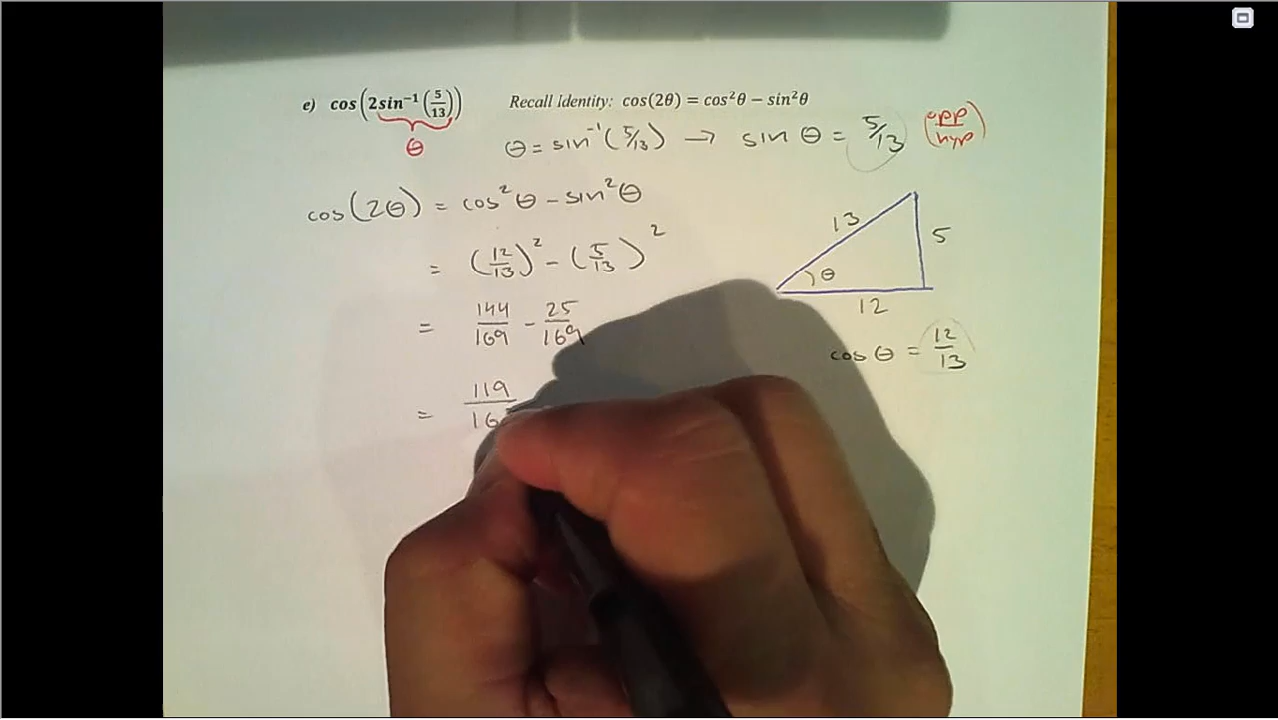 e) cos(2sin⁻¹(5/13)) Recall Identity: cos(2θ) = cos²θ − sin²θ
θ
θ = sin⁻¹(5/13) → sin θ = 5/13 (opp/hyp)
cos(2θ) = cos²θ − sin²θ
= (12/13)² − (5/13)²
= 144/169 − 25/169
= 119/16
13
5
θ
12
cos θ = 12/13